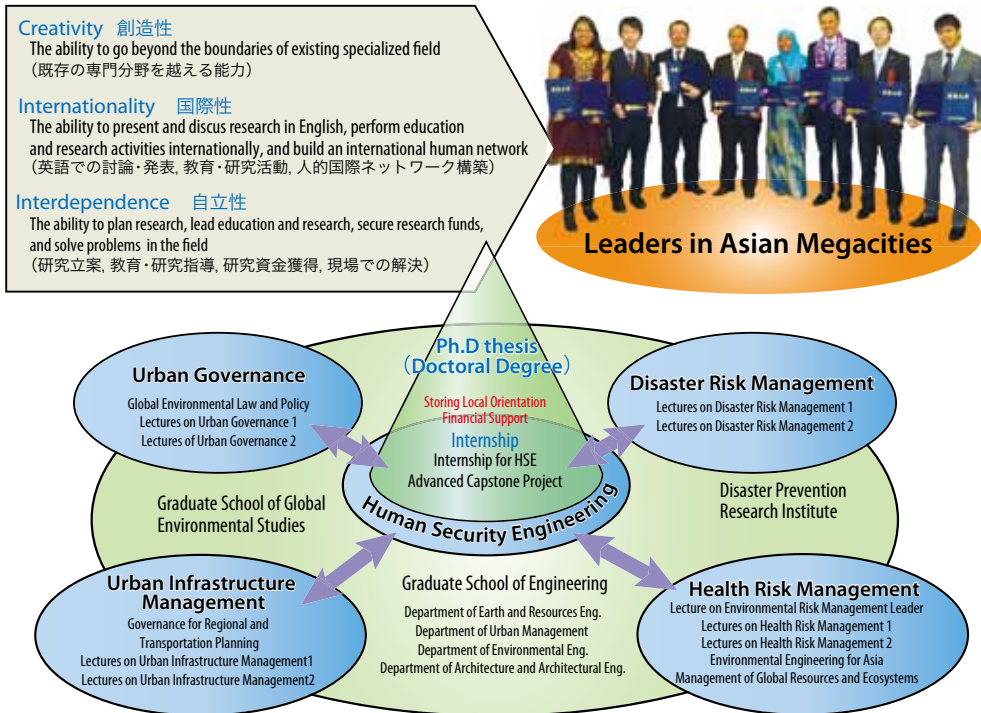 Creativity 創造性
The ability to go beyond the boundaries of existing specialized field
（既存の専門分野を越える能力）
Internationality 国際性
The ability to present and discus research in English, perform education
and research activities internationally, and build an international human network
（英語での討論・発表, 教育・研究活動, 人的国際ネットワーク構築）
Interdependence 自立性
The ability to plan research, lead education and research, secure research funds,
and solve problems in the field
（研究立案, 教育・研究指導, 研究資金獲得, 現場での解決）
Leaders in Asian Megacities
Ph.D thesis
（Doctoral Degree）
Storing Local Orientation
Financial Support
Internship
Internship for HSE
Advanced Capstone Project
Human Security Engineering
Urban Governance
Global Environmental Law and Policy
Lectures on Urban Governance 1
Lectures of Urban Governance 2
Disaster Risk Management
Lectures on Disaster Risk Management 1
Lectures on Disaster Risk Management 2
Graduate School of Global
Environmental Studies
Disaster Prevention
Research Institute
Urban Infrastructure
Management
Governance for Regional and
Transportation Planning
Lectures on Urban Infrastructure Management1
Lectures on Urban Infrastructure Management2
Graduate School of Engineering
Department of Earth and Resources Eng.
Department of Urban Management
Department of Environmental Eng.
Department of Architecture and Architectural Eng.
Health Risk Management
Lecture on Environmental Risk Management Leader
Lectures on Health Risk Management 1
Lectures on Health Risk Management 2
Environmental Engineering for Asia
Management of Global Resources and Ecosystems